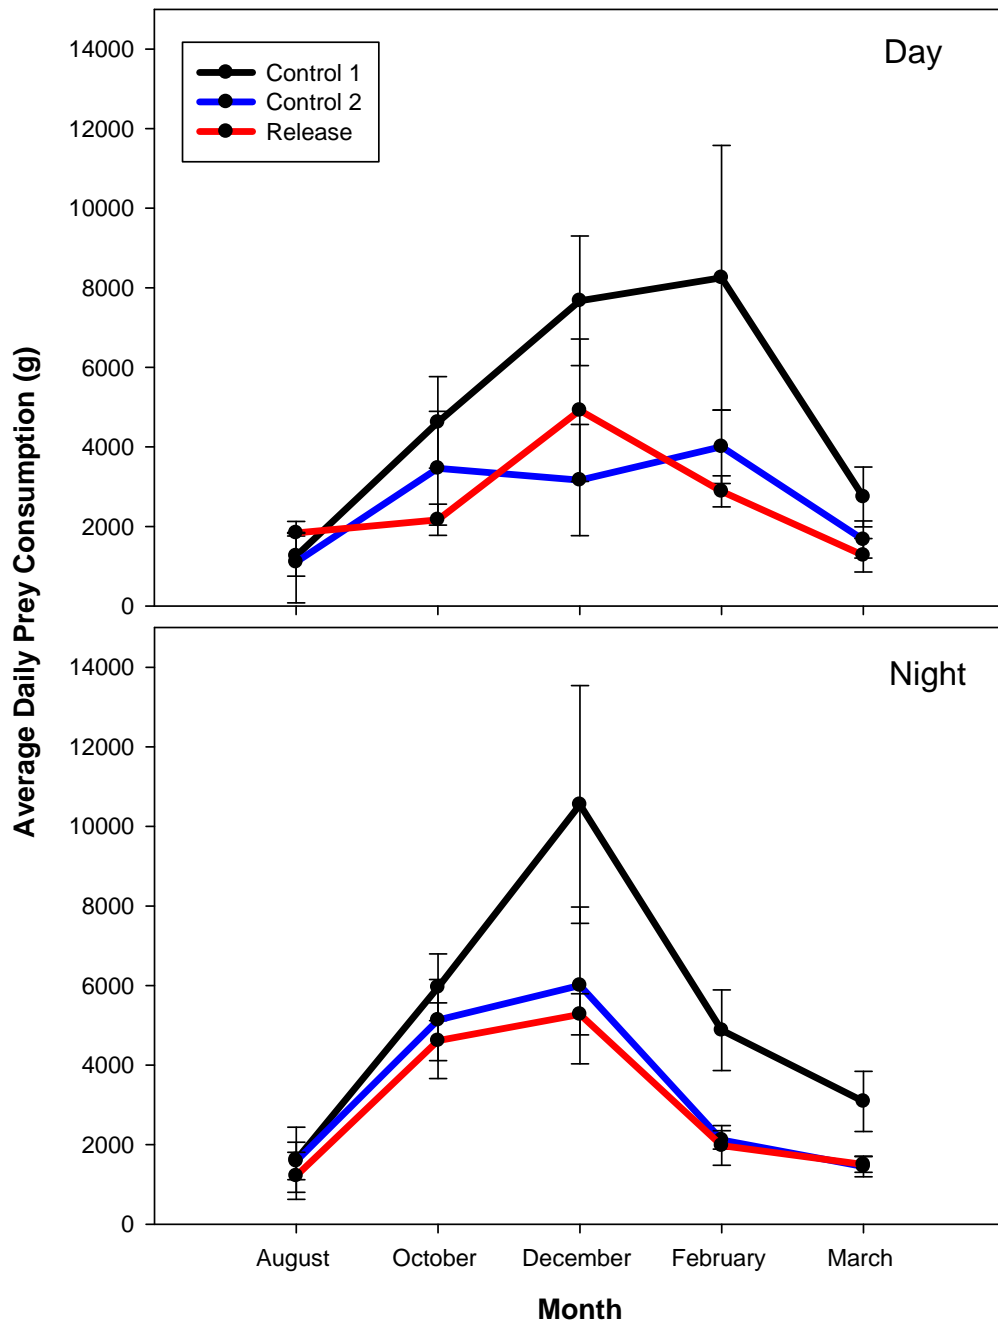 Day
Control 1
Control 2
Release
14000
12000
10000
8000
6000
4000
2000
0
Average Daily Prey Consumption (g)
Night
14000
12000
10000
8000
6000
4000
2000
0
August October December February March
Month